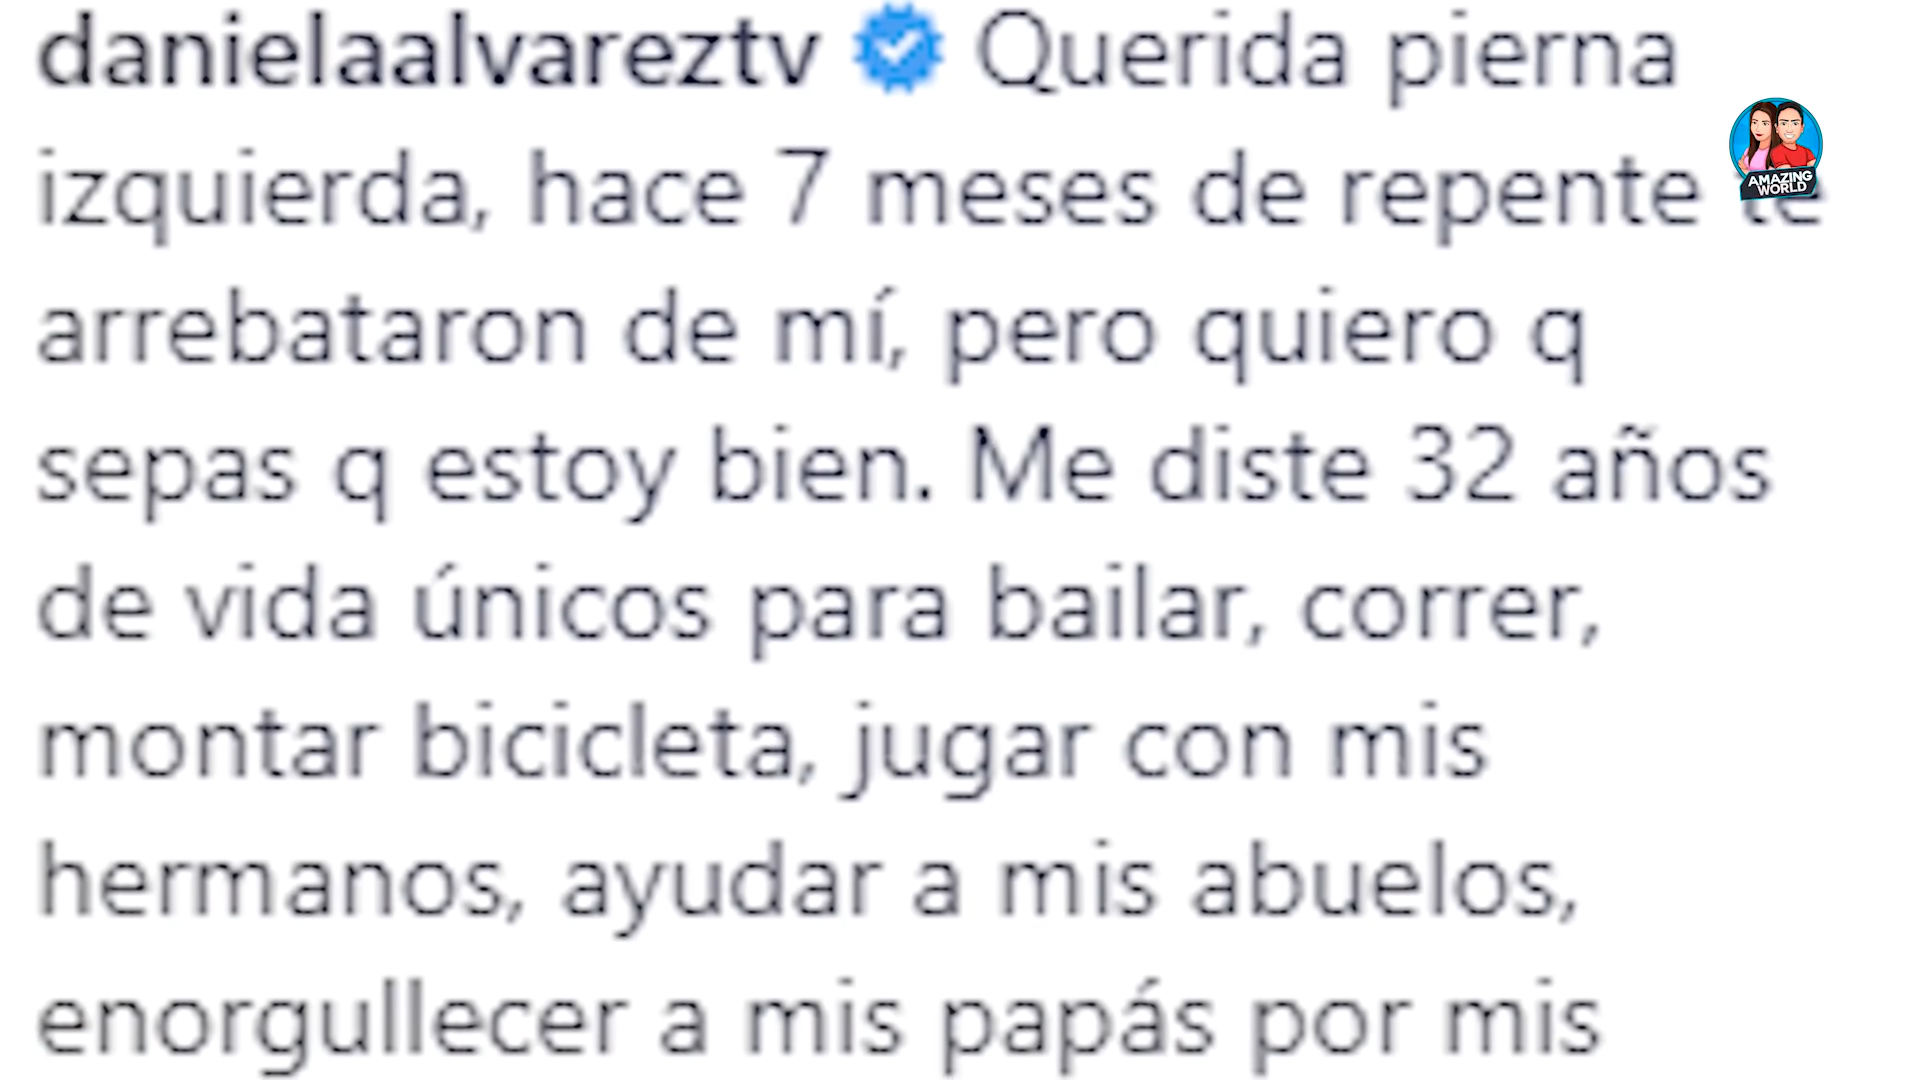 danielaalvareztv Querida pierna
izquierda, hace 7 meses de repente te
arrebataron de mí, pero quiero q
sepas q estoy bien. Me diste 32 años
de vida únicos para bailar, correr,
montar bicicleta, jugar con mis
hermanos, ayudar a mis abuelos,
enorgullecer a mis papás por mis
AMAZING
WORLD